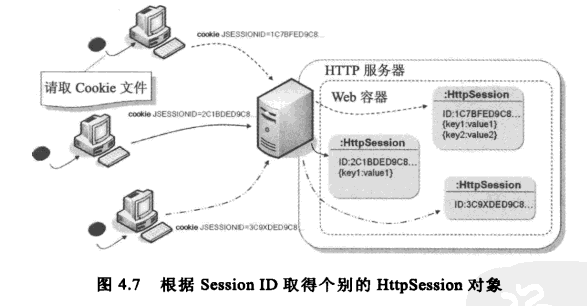 cookie JSESSIONID=1C7BFED9C8...
请取 Cookie 文件
cookie JSESSIONID=2C1BDED9C8...
cookie JSESSIONID=3C9XDED9C8...
HTTP 服务器
Web 容器
:HttpSession
ID:1C7BFED9C8...
{key1:value1}
{key2:value2}
:HttpSession
ID:2C1BDED9C8...
{key1:value1}
:HttpSession
ID:3C9XDED9C8...
图 4.7 根据 Session ID 取得个别的 HttpSession 对象